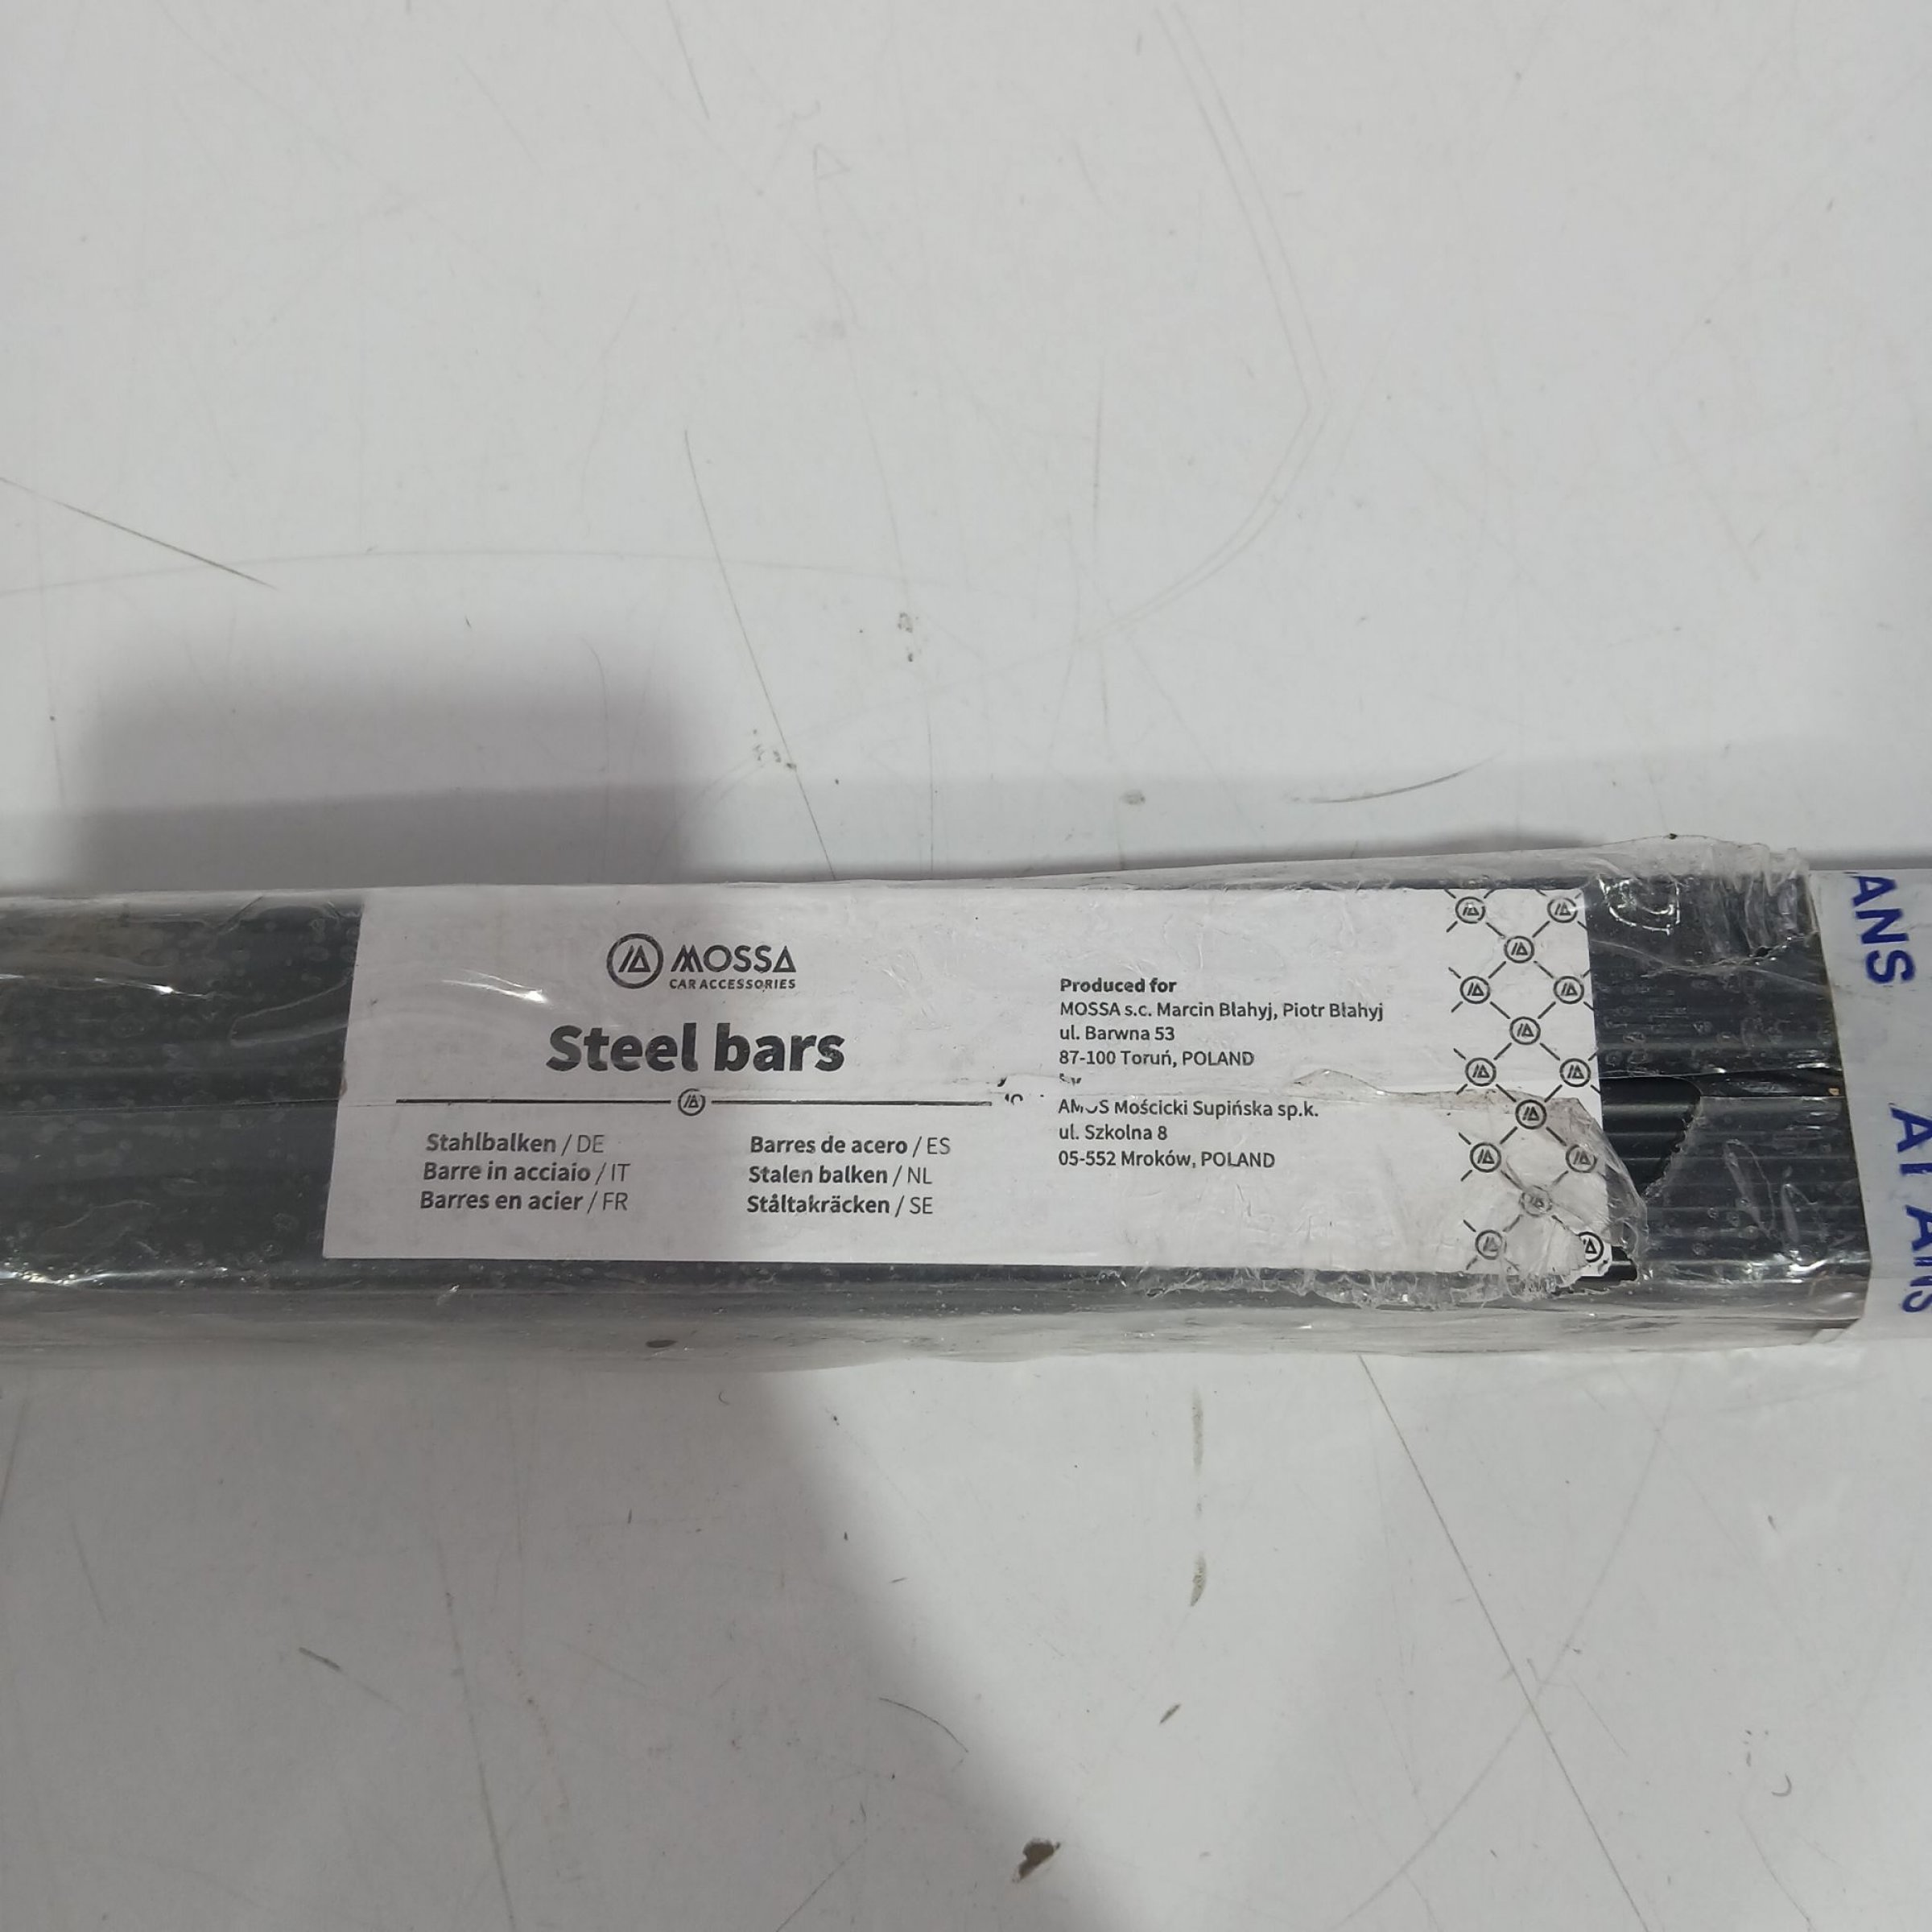 MOSSA
CAR ACCESSORIES
Steel bars
Stahlbalken / DE
Barre in acciaio / IT
Barres en acier / FR
Barres de acero / ES
Stalen balken / NL
Ståltakräcken / SE
Produced for
MOSSA s.c. Marcin Błahyj, Piotr Błahyj
ul. Barwna 53
87-100 Toruń, POLAND
AMOS Mościcki Supińska sp.k.
ul. Szkolna 8
05-552 Mroków, POLAND
ANS